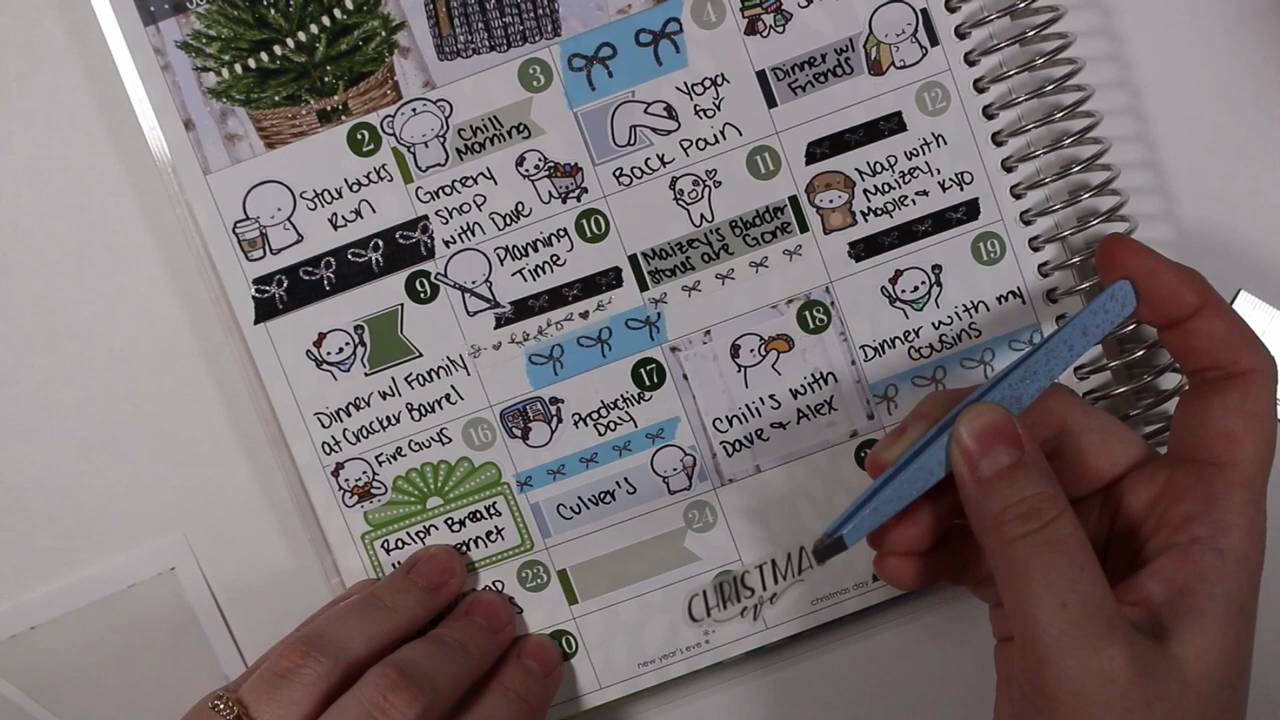 2
Starbucks
Run
3
Chill
Morning
Grocery
Shop
with Dave
4
Yoga
for
Back Pain
Dinner w/
Friends
9
Dinner w/ Family
at Cracker Barrel
10
Planning
Time
11
Maizey's Bladder
stones are Gone
12
Nap with
Maizey,
Maple, & Kyo
16
Five Guys
Ralph Breaks
17
Productive
Day
Culver's
18
Chili's with
Dave & Alex
19
Dinner with my
cousins
23
24
CHRISTMA
eve
christmas day
new year's eve